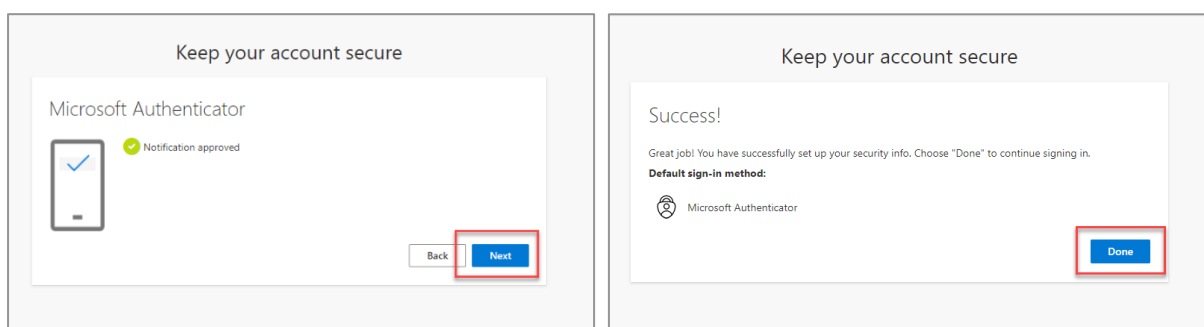 Keep your account secure
Microsoft Authenticator
Notification approved
Back
Next
Keep your account secure
Success!
Great job! You have successfully set up your security info. Choose "Done" to continue signing in.
Default sign-in method:
Microsoft Authenticator
Done